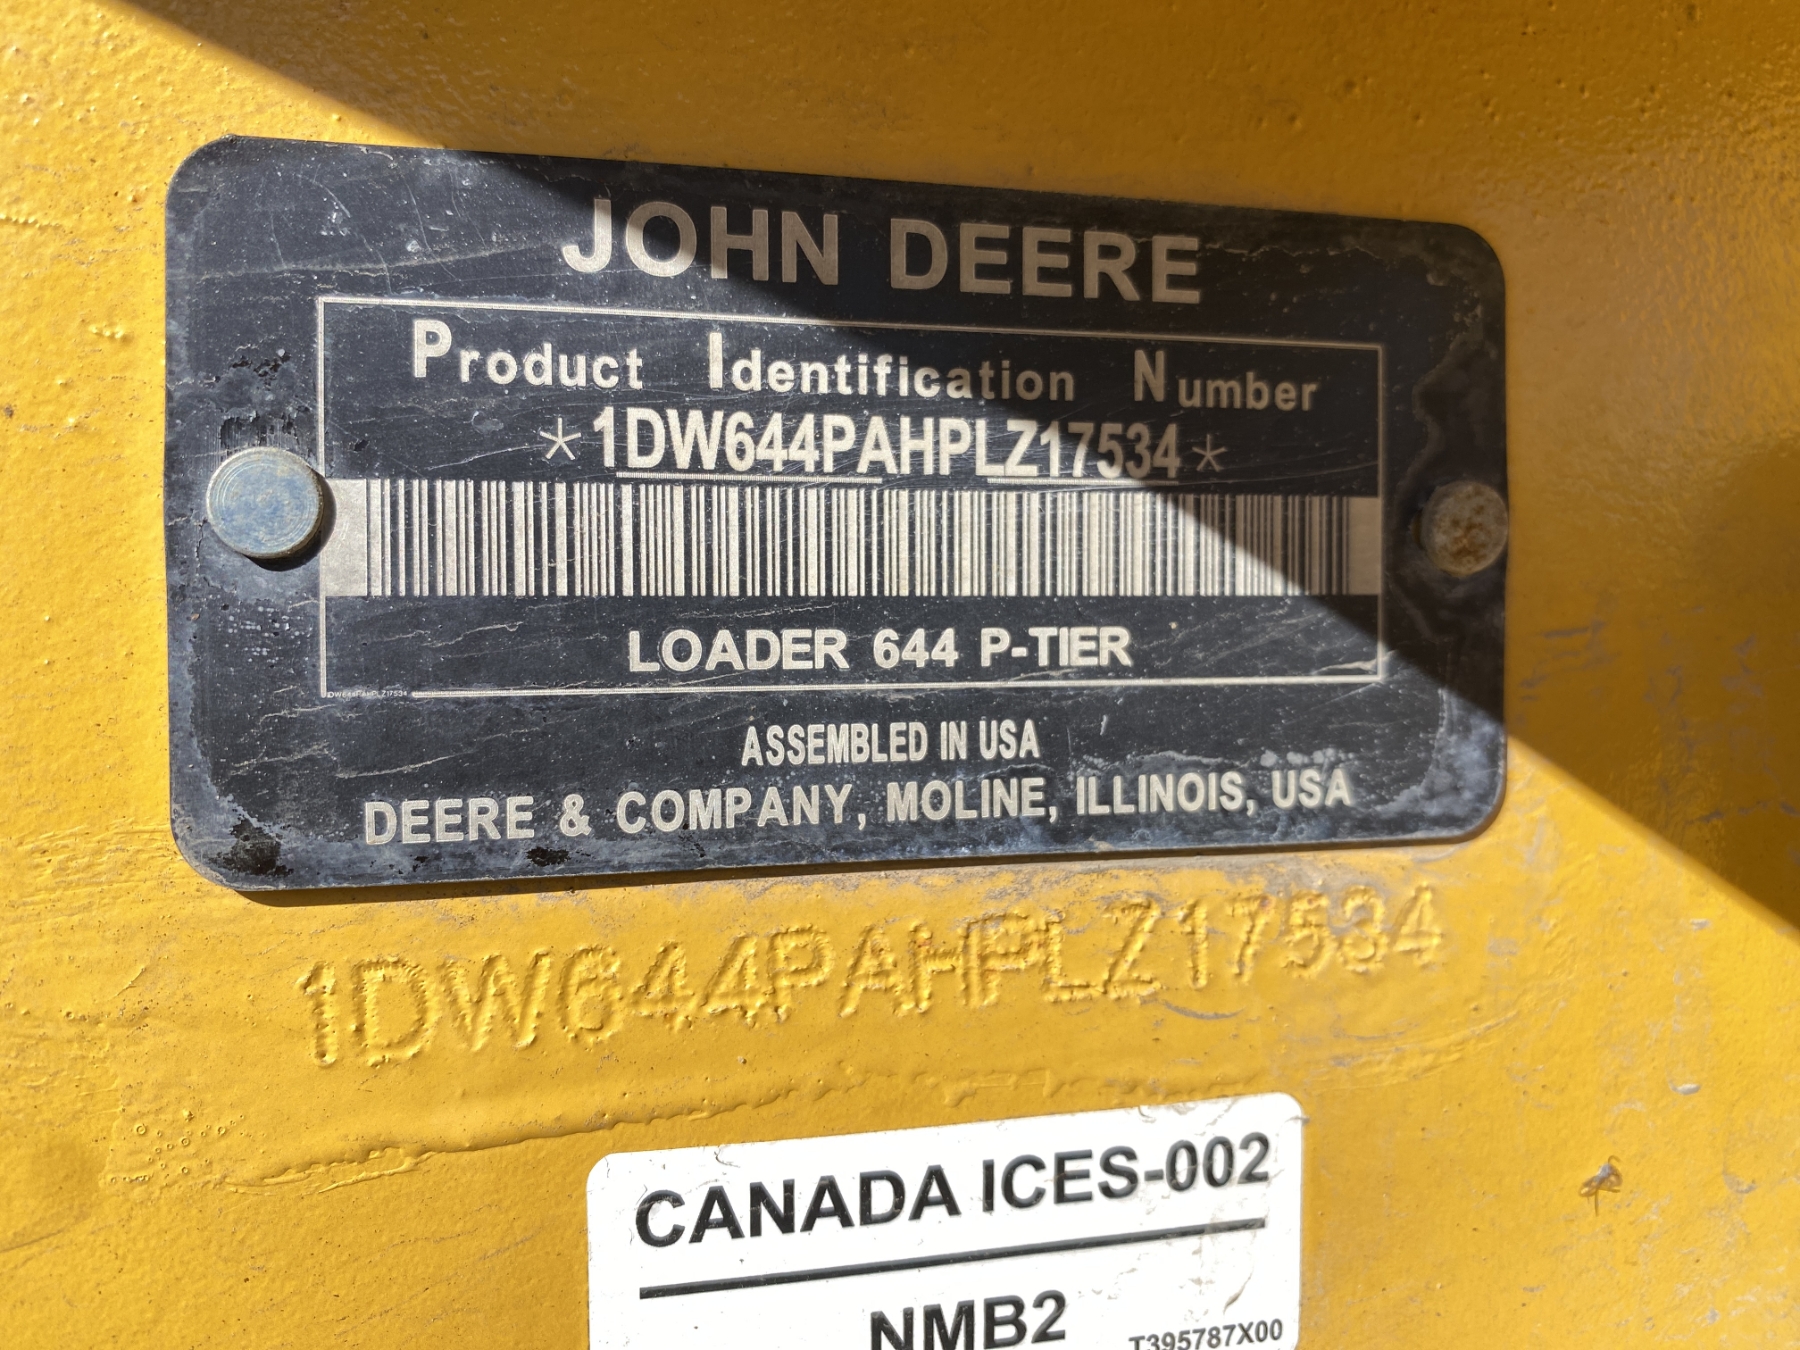 JOHN DEERE
Product Identification Number
*1DW644PAHPLZ17534*
LOADER 644 P-TIER
1DW644PAHPLZ17534
ASSEMBLED IN USA
DEERE & COMPANY, MOLINE, ILLINOIS, USA
1DW644PAHPLZ17534
CANADA ICES-002
NMB2
T395787X00